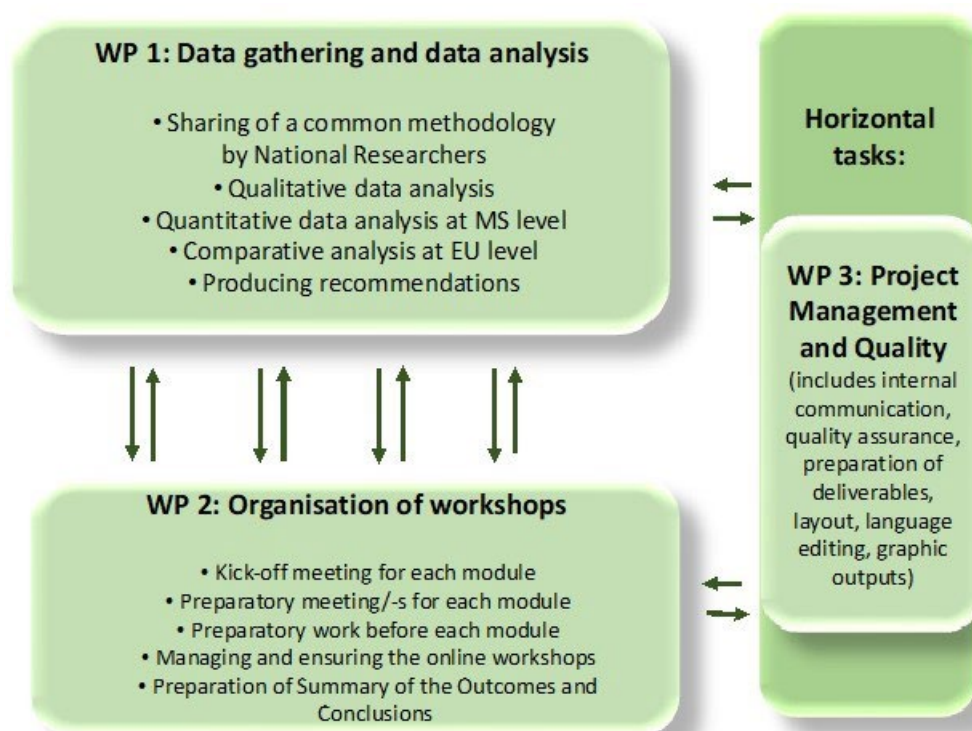 WP 1: Data gathering and data analysis
• Sharing of a common methodology
by National Researchers
• Qualitative data analysis
• Quantitative data analysis at MS level
• Comparative analysis at EU level
• Producing recommendations
WP 2: Organisation of workshops
• Kick-off meeting for each module
• Preparatory meeting/-s for each module
• Preparatory work before each module
• Managing and ensuring the online workshops
• Preparation of Summary of the Outcomes and
Conclusions
Horizontal
tasks:
WP 3: Project
Management
and Quality
(includes internal
communication,
quality assurance,
preparation of
deliverables,
layout, language
editing, graphic
outputs)